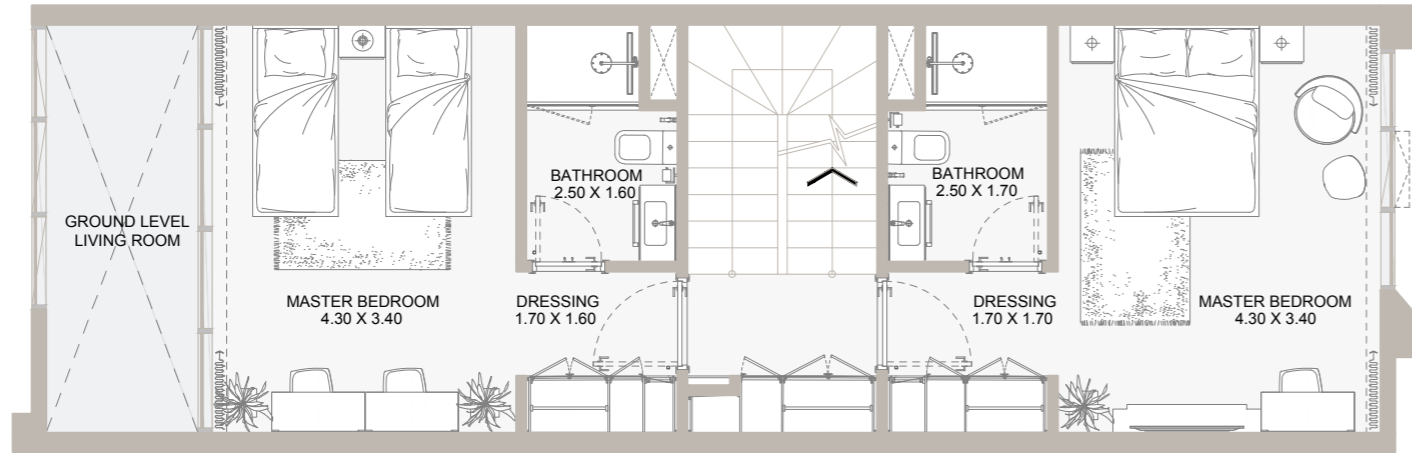 GROUND LEVEL
LIVING ROOM
MASTER BEDROOM
4.30 X 3.40
BATHROOM
2.50 X 1.60
DRESSING
1.70 X 1.60
BATHROOM
2.50 X 1.70
DRESSING
1.70 X 1.70
MASTER BEDROOM
4.30 X 3.40